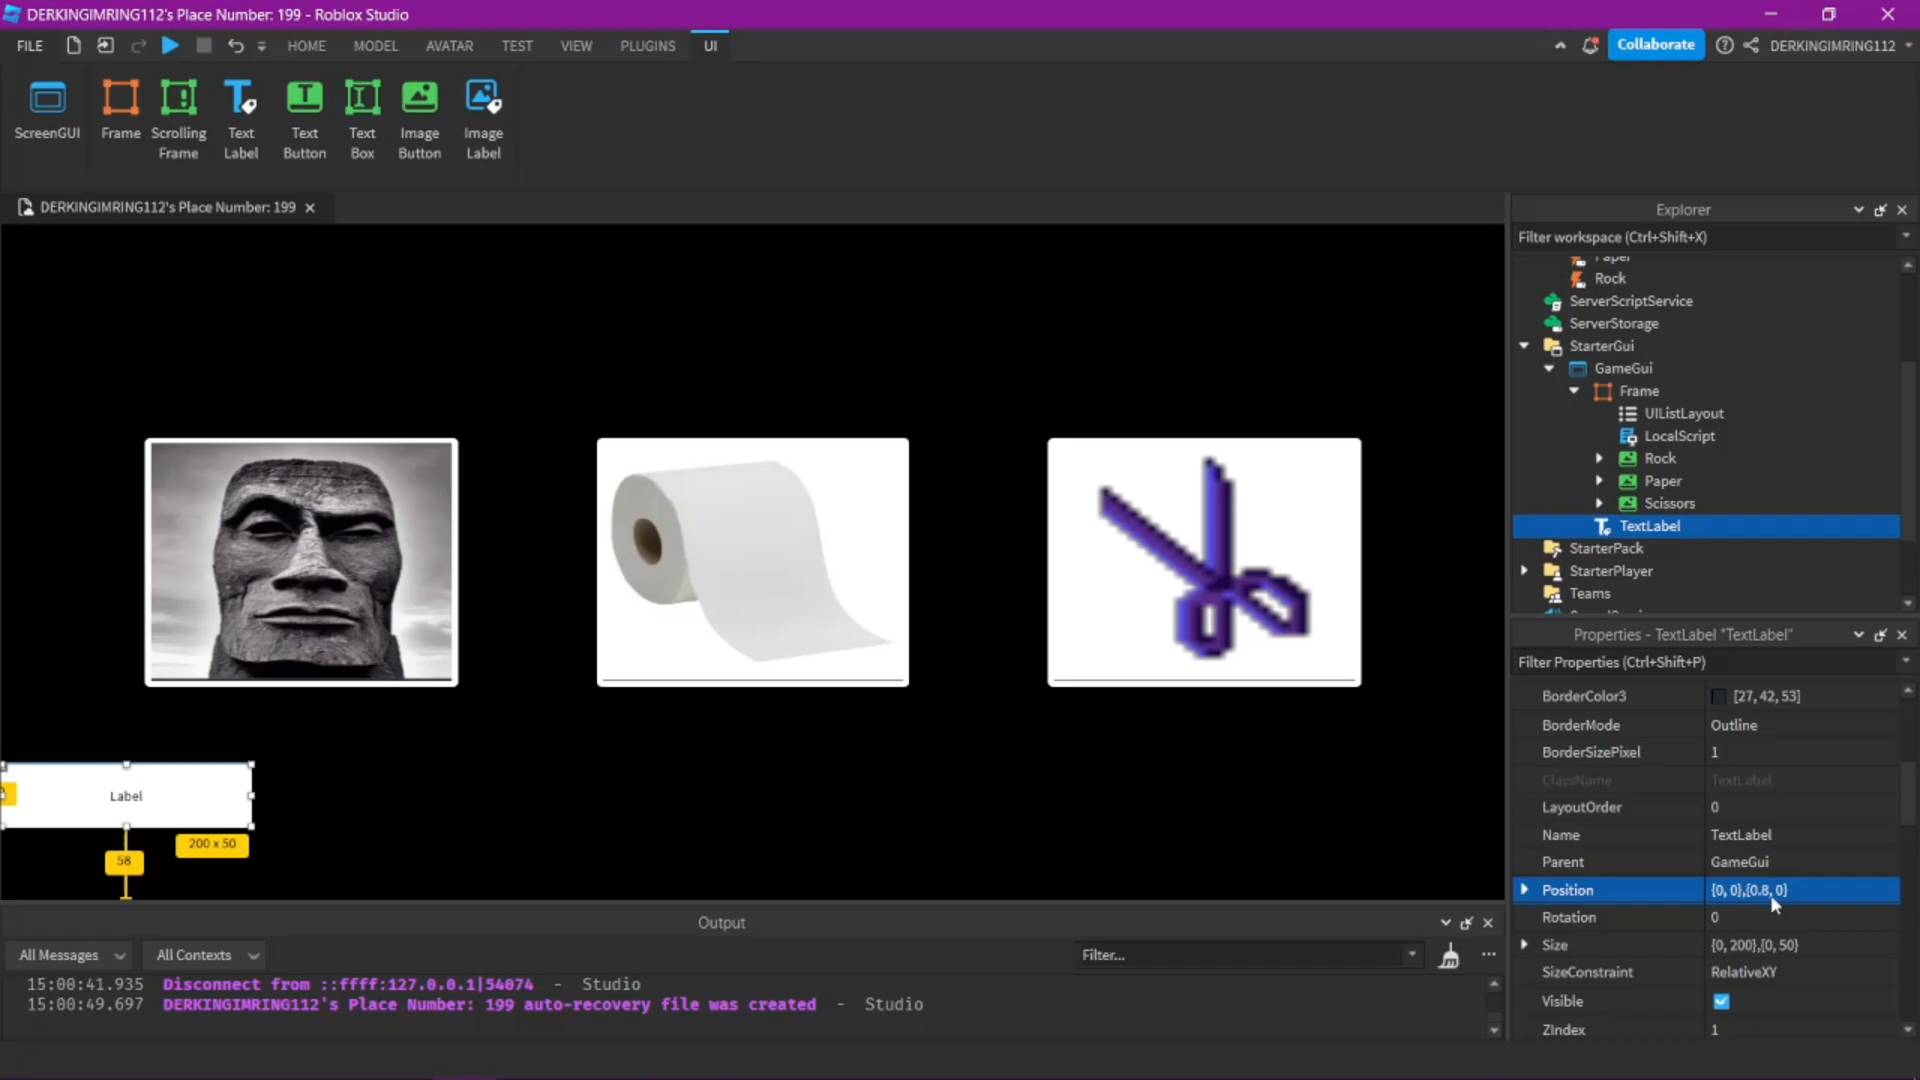 DERKINGIMRING112's Place Number: 199 - Roblox Studio
FILE HOME MODEL AVATAR TEST VIEW PLUGINS UI Collaborate DERKINGIMRING112
ScreenGUI
Frame
Scrolling Frame
Text Label
Text Button
Text Box
Image Button
Image Label
DERKINGIMRING112's Place Number: 199
Explorer
Filter workspace (Ctrl+Shift+X)
Paper
Rock
ServerScriptService
ServerStorage
StarterGui
GameGui
Frame
UIListLayout
LocalScript
Rock
Paper
Scissors
TextLabel
StarterPack
StarterPlayer
Teams
Label
200 x 50
58
Properties - TextLabel "TextLabel"
Filter Properties (Ctrl+Shift+P)
BorderColor3 [27, 42, 53]
BorderMode Outline
BorderSizePixel 1
ClassName TextLabel
LayoutOrder 0
Name TextLabel
Parent GameGui
Position {0, 0},{0.8, 0}
Rotation 0
Size {0, 200},{0, 50}
SizeConstraint RelativeXY
Visible
ZIndex 1
Output
All Messages All Contexts Filter...
15:00:41.935 Disconnect from ::ffff:127.0.0.1|54074 - Studio
15:00:49.697 DERKINGIMRING112's Place Number: 199 auto-recovery file was created - Studio